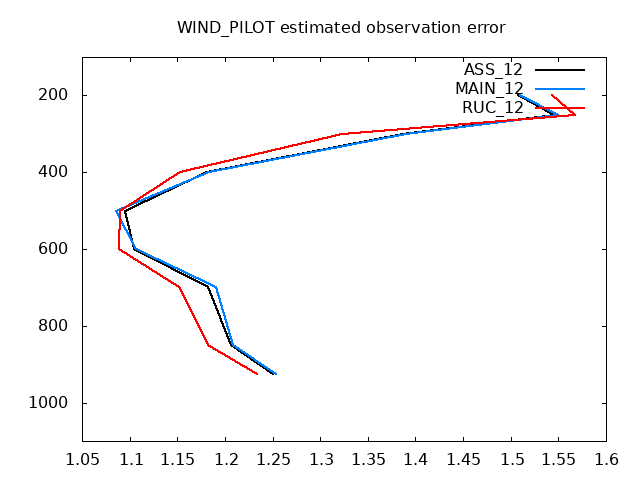 WIND_PILOT estimated observation error
ASS_12
MAIN_12
RUC_12
200
400
600
800
1000
1.05 1.1 1.15 1.2 1.25 1.3 1.35 1.4 1.45 1.5 1.55 1.6